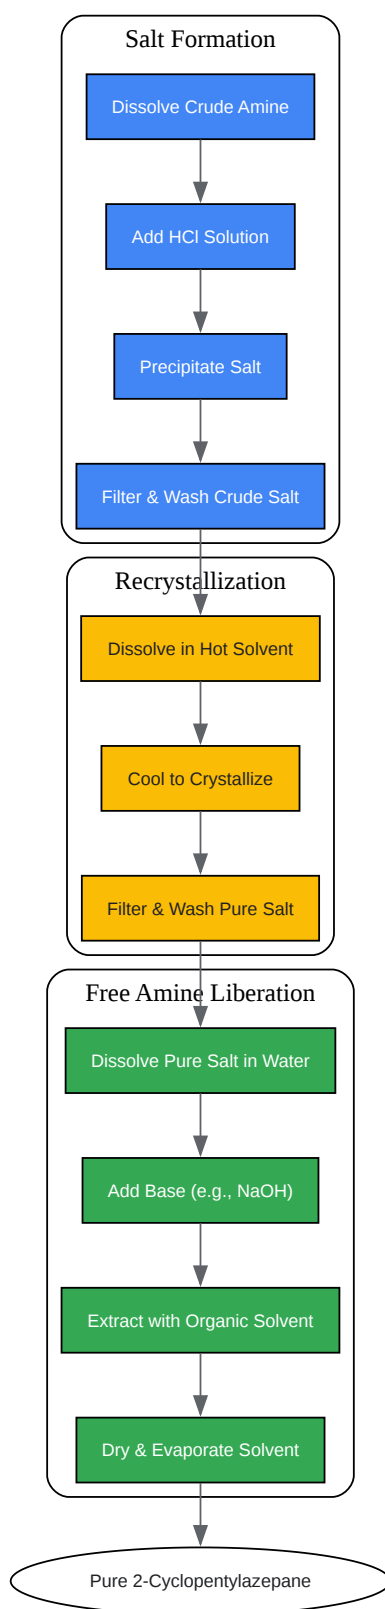 Salt Formation
Dissolve Crude Amine
Add HCl Solution
Precipitate Salt
Filter & Wash Crude Salt
Recrystallization
Dissolve in Hot Solvent
Cool to Crystallize
Filter & Wash Pure Salt
Free Amine Liberation
Dissolve Pure Salt in Water
Add Base (e.g., NaOH)
Extract with Organic Solvent
Dry & Evaporate Solvent
Pure 2-Cyclopentylazepane